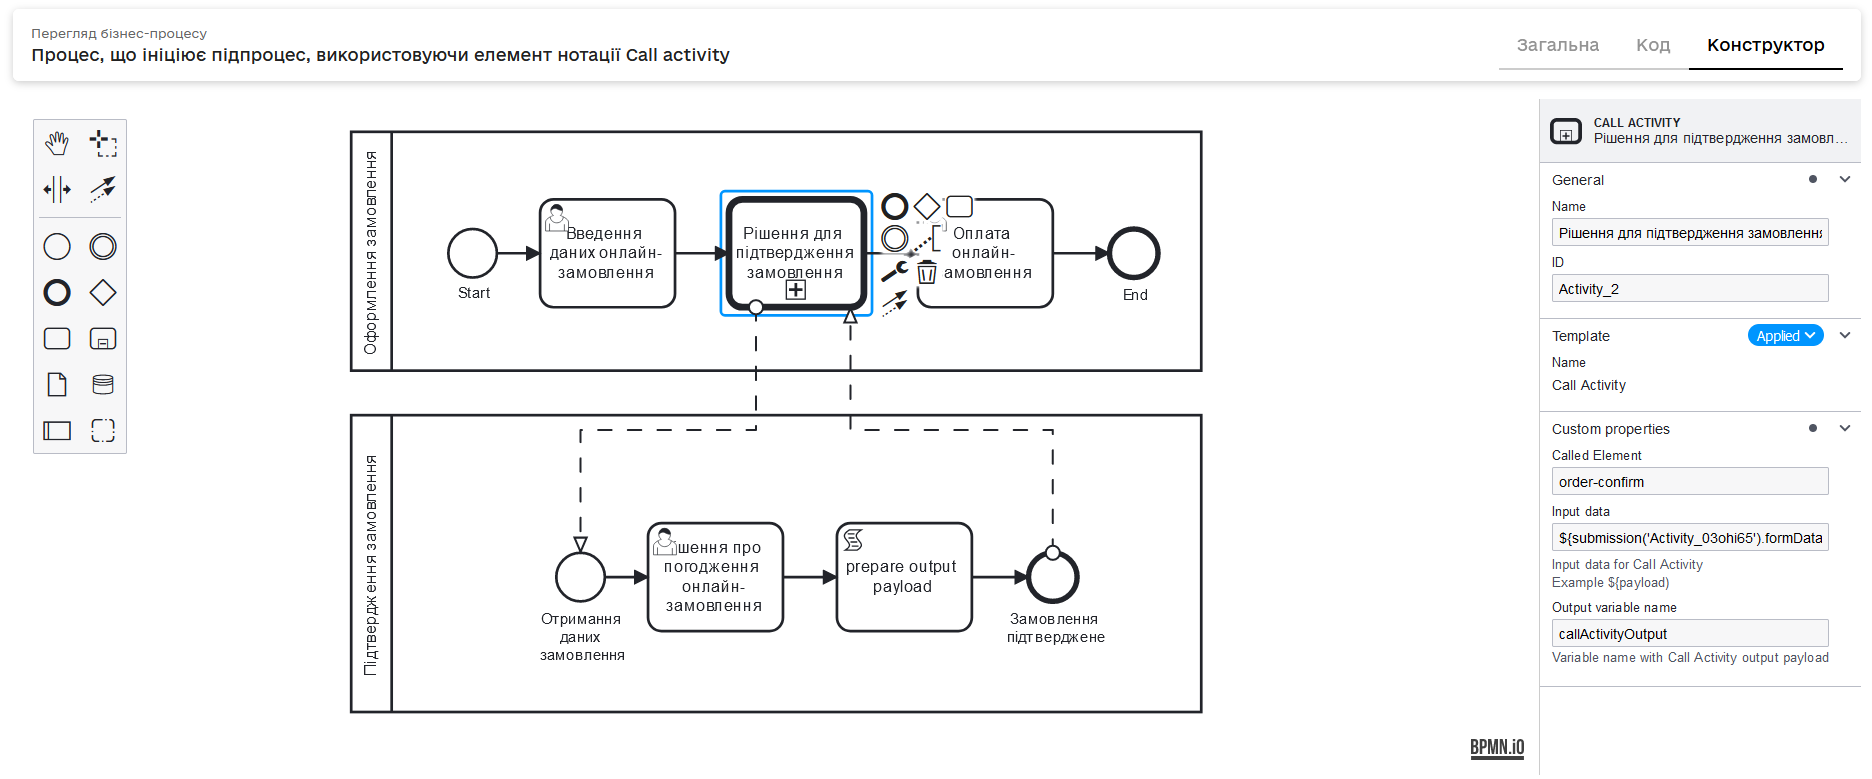 Перегляд бізнес-процесу
Процес, що ініціює підпроцес, використовуючи елемент нотації Call activity
Загальна
Код
Конструктор
Оформлення замовлення
Start
Введення
даних онлайн-
замовлення
Рішення для
підтвердження
замовлення
Оплата
онлайн-
амовлення
End
Підтвердження замовлення
Отримання
даних
замовлення
шення про
погодження
онлайн-
замовлення
prepare output
payload
Замовлення
підтверджене
BPMN.iO
CALL ACTIVITY
Рішення для підтвердження замовл...
General
Name
Рішення для підтвердження замовлення
ID
Activity_2
Template
Applied
Name
Call Activity
Custom properties
Called Element
order-confirm
Input data
${submission('Activity_03ohi65').formData
Input data for Call Activity
Example ${payload)
Output variable name
callActivityOutput
Variable name with Call Activity output payload